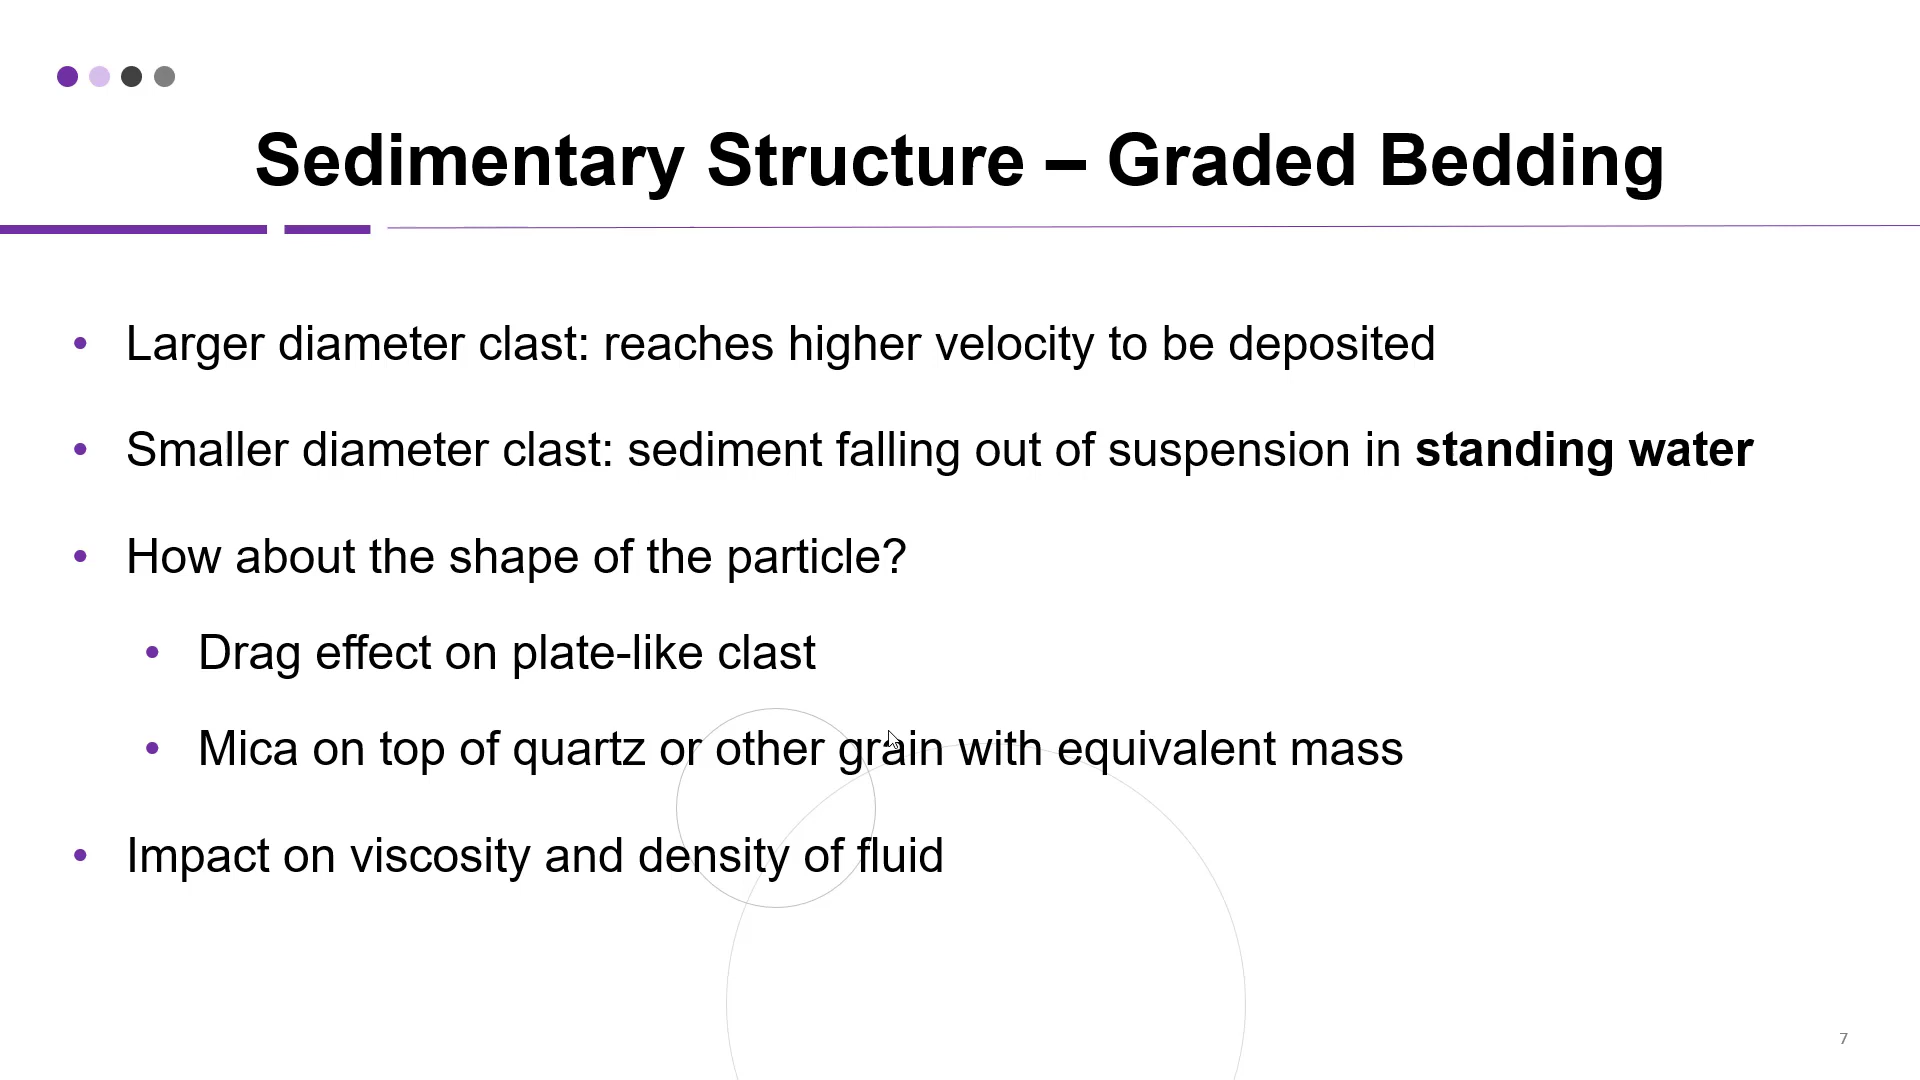 Sedimentary Structure – Graded Bedding
• Larger diameter clast: reaches higher velocity to be deposited
• Smaller diameter clast: sediment falling out of suspension in standing water
• How about the shape of the particle?
• Drag effect on plate-like clast
• Mica on top of quartz or other grain with equivalent mass
• Impact on viscosity and density of fluid
7